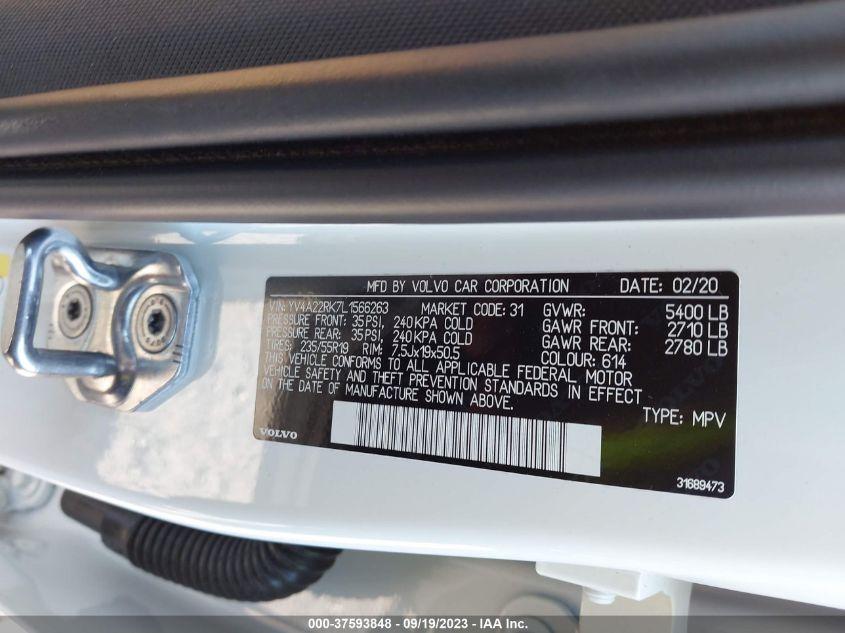 MFD BY VOLVO CAR CORPORATION DATE: 02/20
VIN: YV4A22RK7L1566263 MARKET CODE: 31 GVWR: 5400 LB
PRESSURE FRONT: 35 PSI, 240 KPA COLD GAWR FRONT: 2710 LB
PRESSURE REAR: 35 PSI, 240 KPA COLD GAWR REAR: 2780 LB
TIRES: 235/55R19 RIM: 7.5Jx19x50.5 COLOUR: 614
THIS VEHICLE CONFORMS TO ALL APPLICABLE FEDERAL MOTOR
VEHICLE SAFETY AND THEFT PREVENTION STANDARDS IN EFFECT
ON THE DATE OF MANUFACTURE SHOWN ABOVE.
TYPE: MPV
VOLVO
31689473
000-37593848 - 09/19/2023 - IAA Inc.